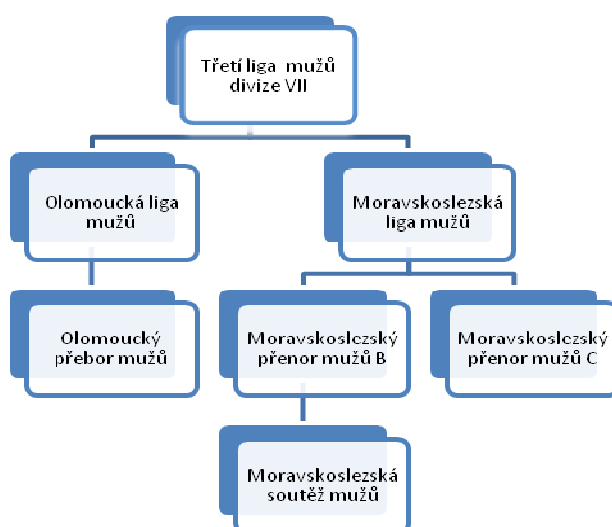 Třetí liga mužů
divize VII
Olomoucká liga
mužů
Moravskoslezská
liga mužů
Olomoucký
přebor mužů
Moravskoslezský
přenor mužů B
Moravskoslezský
přenor mužů C
Moravskoslezská
soutěž mužů